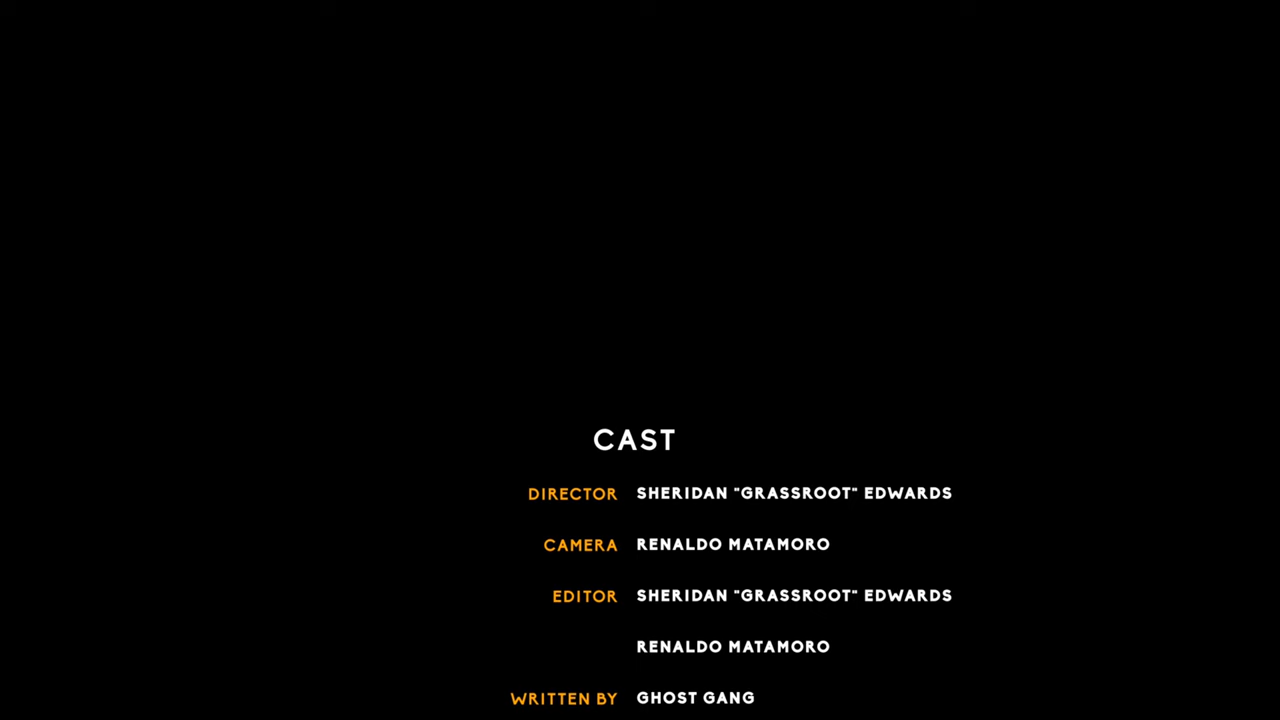 CAST
DIRECTOR SHERIDAN "GRASSROOT" EDWARDS
CAMERA RENALDO MATAMORO
EDITOR SHERIDAN "GRASSROOT" EDWARDS
RENALDO MATAMORO
WRITTEN BY GHOST GANG